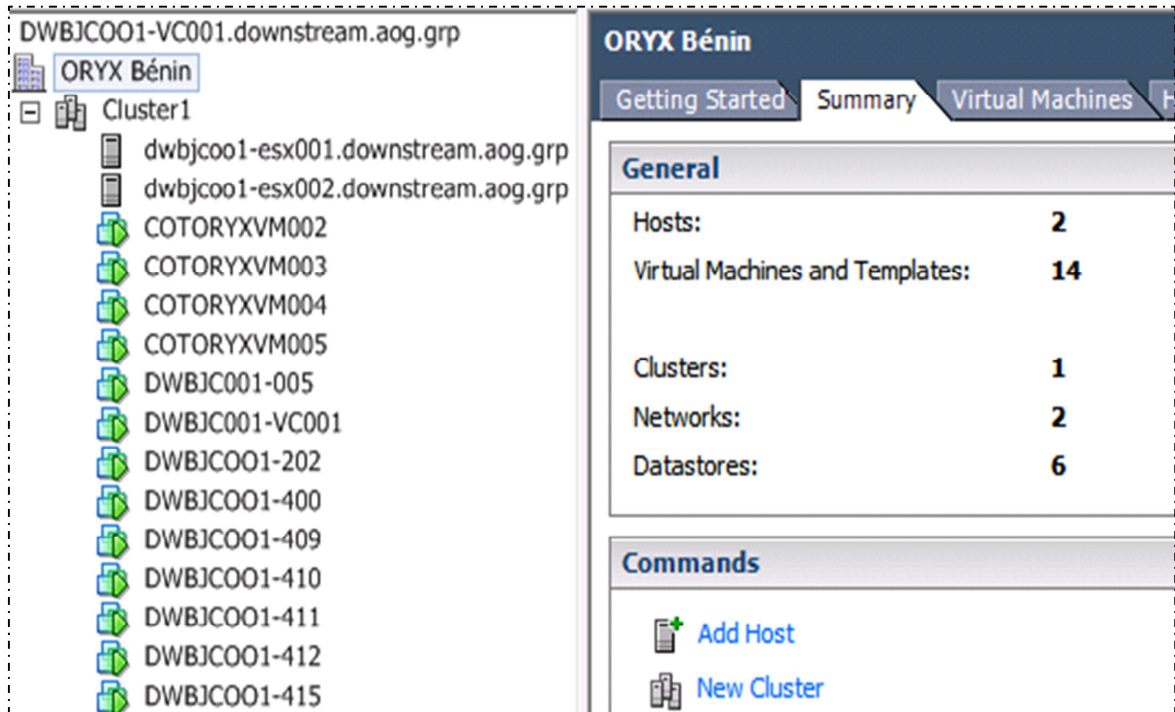 DWBJCOO1-VC001.downstream.aog.grp
ORYX Bénin
Cluster1
dwbjcoo1-esx001.downstream.aog.grp
dwbjcoo1-esx002.downstream.aog.grp
COTORYXVM002
COTORYXVM003
COTORYXVM004
COTORYXVM005
DWBJC001-005
DWBJC001-VC001
DWBJCOO1-202
DWBJCOO1-400
DWBJCOO1-409
DWBJCOO1-410
DWBJCOO1-411
DWBJCOO1-412
DWBJCOO1-415
ORYX Bénin
Getting Started Summary Virtual Machines
General
Hosts: 2
Virtual Machines and Templates: 14
Clusters: 1
Networks: 2
Datastores: 6
Commands
Add Host
New Cluster